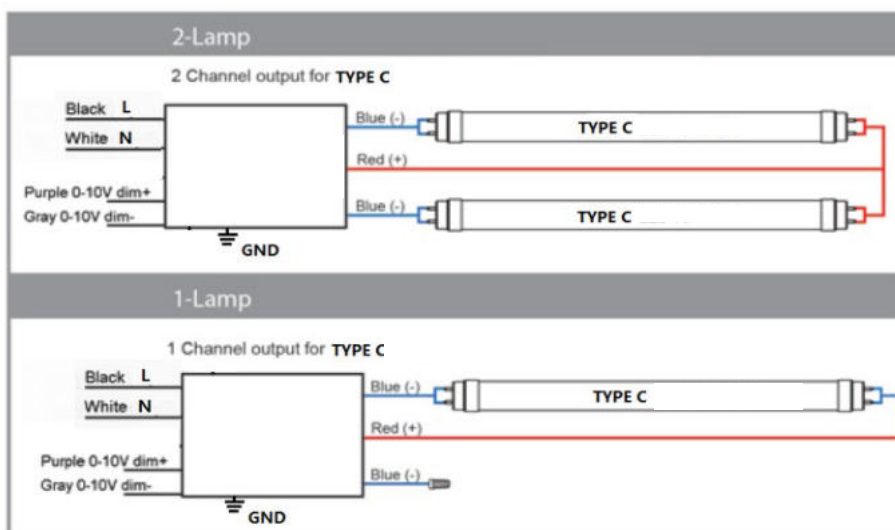 2-Lamp
2 Channel output for TYPE C
Black L
White N
Purple 0-10V dim+
Gray 0-10V dim-
GND
Blue (-)
Red (+)
Blue (-)
TYPE C
TYPE C
1-Lamp
1 Channel output for TYPE C
Black L
White N
Purple 0-10V dim+
Gray 0-10V dim-
GND
Blue (-)
Red (+)
Blue (-)
TYPE C